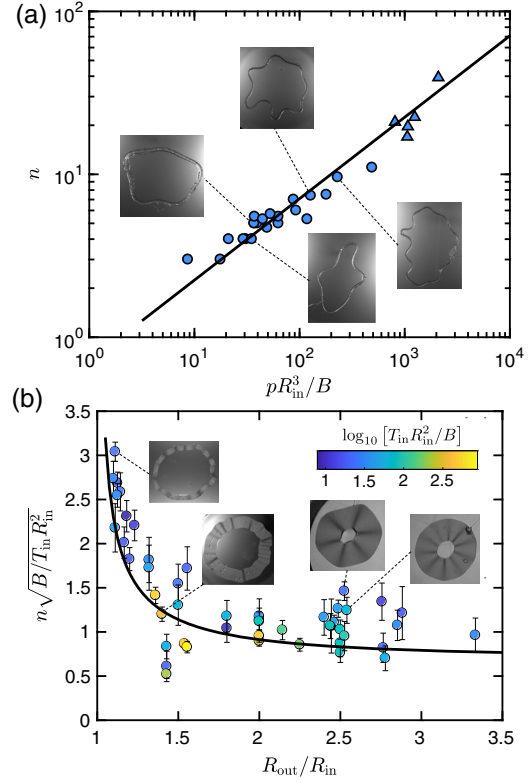 (a)
10^2
10^1
10^0
n
10^0 10^1 10^2 10^3 10^4
pR_in^3/B
(b)
3.5
3
2.5
2
1.5
1
0.5
0
n√(B/T_in R_in^2)
log_10 [T_in R_in^2/B]
1 1.5 2 2.5
1 1.5 2 2.5 3 3.5
R_out/R_in